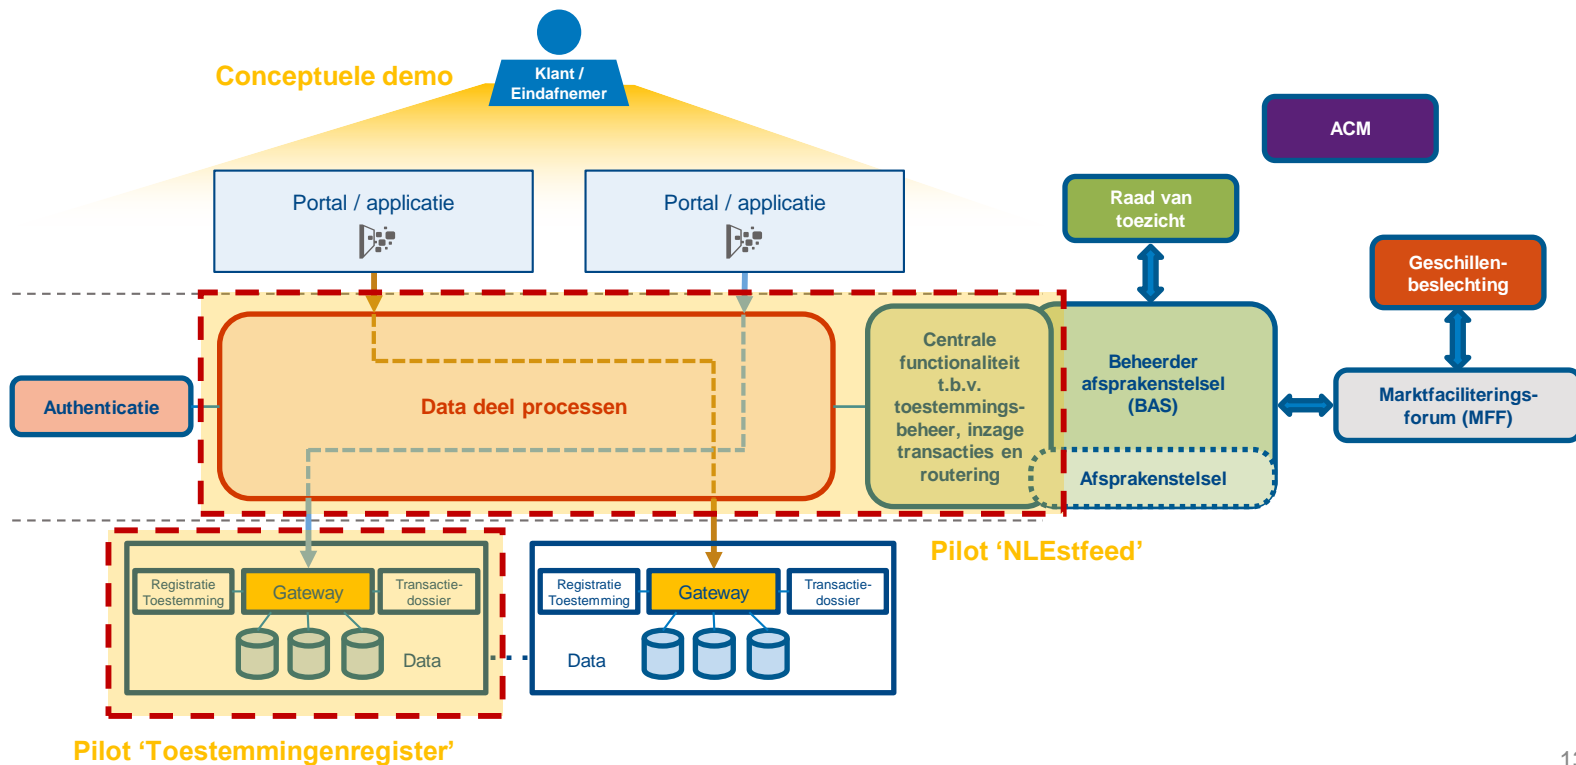 Conceptuele demo
Klant /
Eindafnemer
ACM
Portal / applicatie
Portal / applicatie
Raad van
toezicht
Geschillen-
beslechting
Authenticatie
Data deel processen
Centrale
functionaliteit
t.b.v.
toestemmings-
beheer, inzage
transacties en
routering
Beheerder
afsprakenstelsel
(BAS)
Afsprakenstelsel
Marktfaciliterings-
forum (MFF)
Pilot ‘NLEstfeed’
Registratie
Toestemming
Gateway
Transactie-
dossier
Data
Registratie
Toestemming
Gateway
Transactie-
dossier
Data
Pilot ‘Toestemmingenregister’